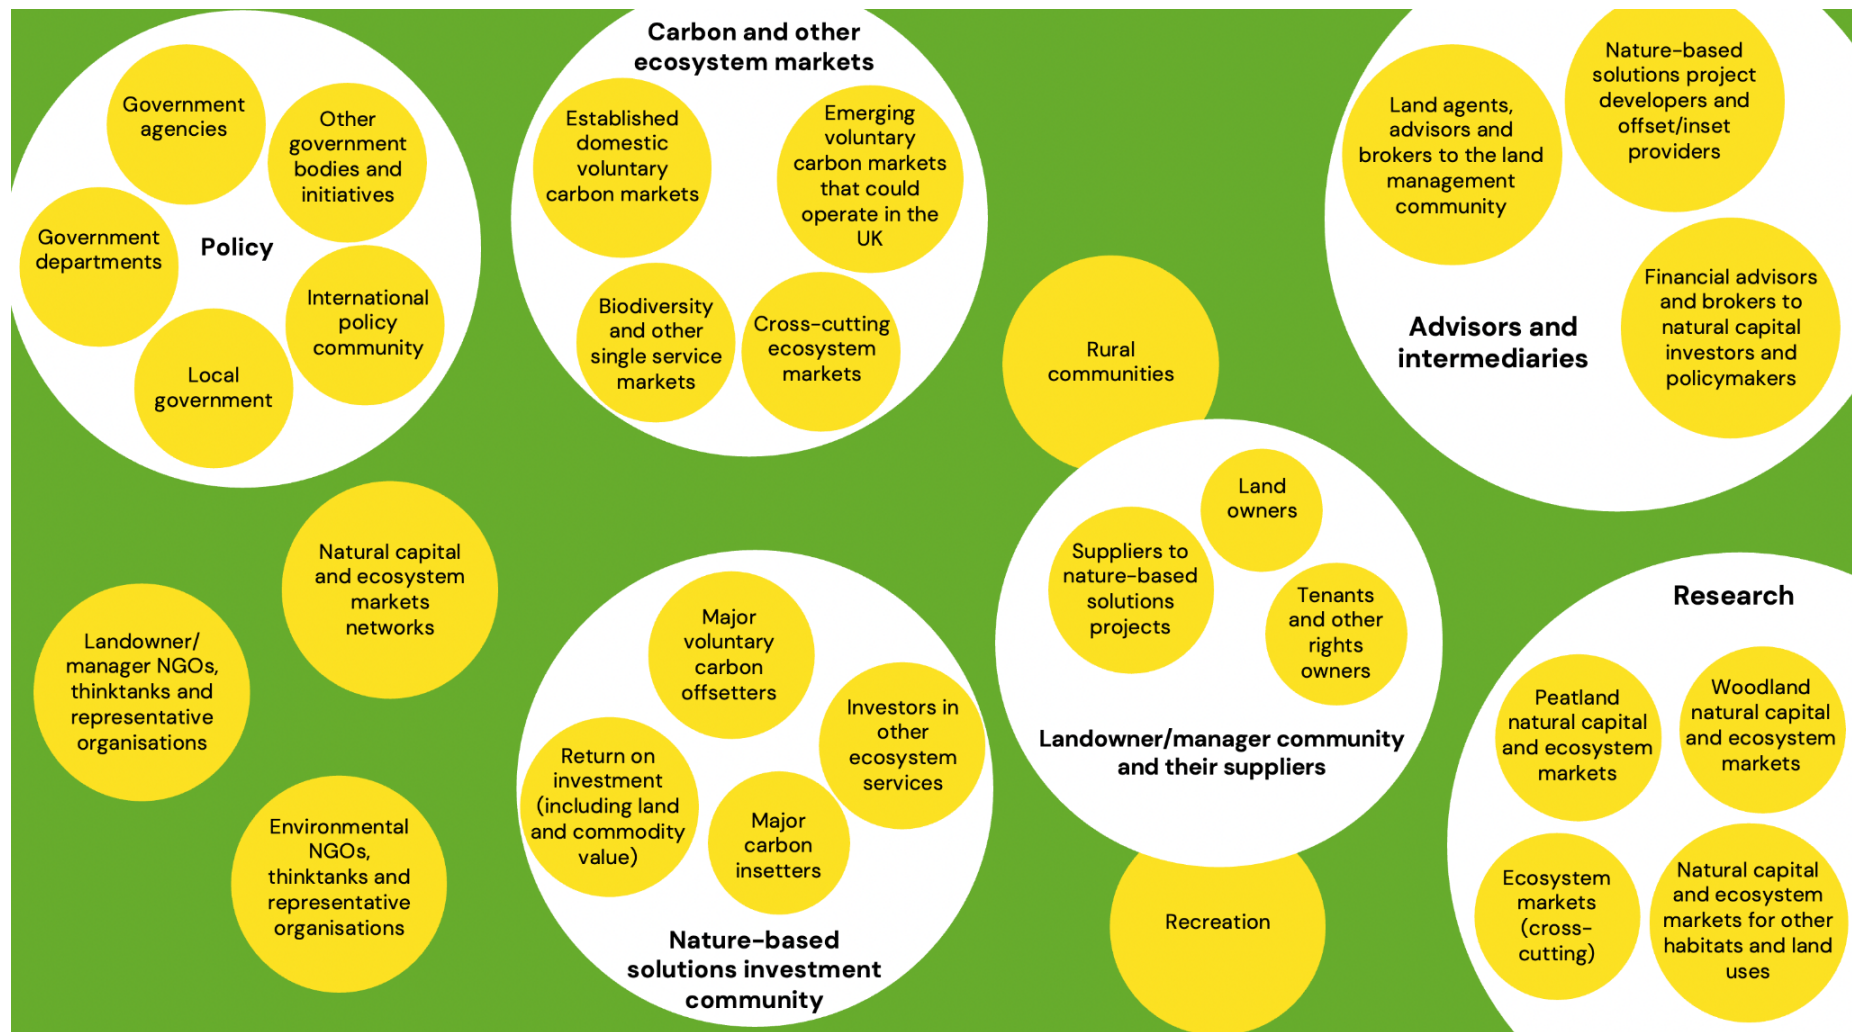 Policy
Government
agencies
Other
government
bodies and
initiatives
Government
departments
International
policy
community
Local
government
Carbon and other
ecosystem markets
Established
domestic
voluntary
carbon markets
Emerging
voluntary
carbon markets
that could
operate in the
UK
Biodiversity
and other
single service
markets
Cross-cutting
ecosystem
markets
Rural
communities
Land agents,
advisors and
brokers to the land
management
community
Nature-based
solutions project
developers and
offset/inset
providers
Financial advisors
and brokers to
natural capital
investors and
policymakers
Advisors and
intermediaries
Natural capital
and ecosystem
markets
networks
Landowner/
manager NGOs,
thinktanks and
representative
organisations
Environmental
NGOs,
thinktanks and
representative
organisations
Major
voluntary
carbon
offsetters
Investors in
other
ecosystem
services
Return on
investment
(including land
and commodity
value)
Major
carbon
insetters
Nature-based
solutions investment
community
Land
owners
Suppliers to
nature-based
solutions
projects
Tenants
and other
rights
owners
Landowner/manager community
and their suppliers
Recreation
Research
Peatland
natural capital
and ecosystem
markets
Woodland
natural capital
and ecosystem
markets
Ecosystem
markets
(cross-
cutting)
Natural capital
and ecosystem
markets for other
habitats and land
uses